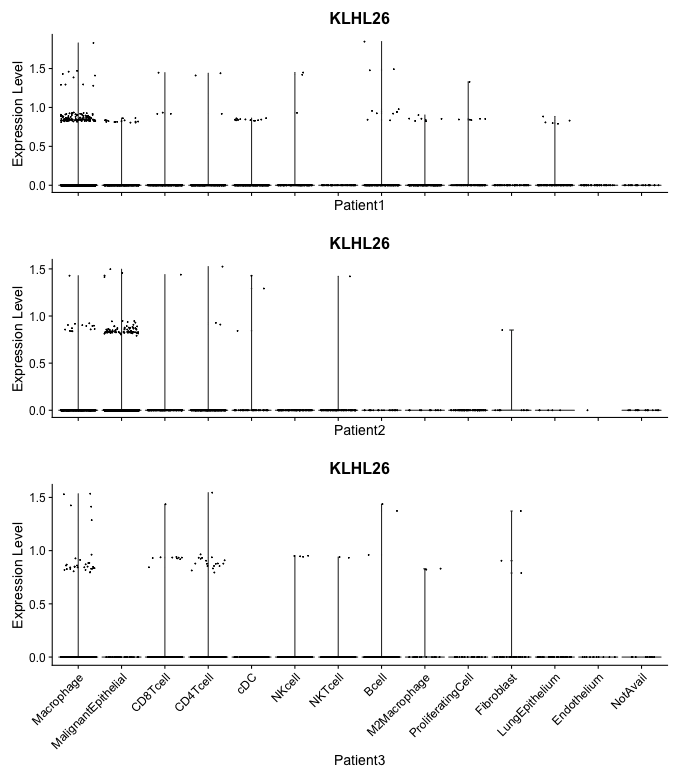 KLHL26
Expression Level
1.5
1.0
0.5
0.0
Patient1
KLHL26
Expression Level
1.5
1.0
0.5
0.0
Patient2
KLHL26
Expression Level
1.5
1.0
0.5
0.0
Macrophage
MalignantEpithelial
CD8Tcell
CD4Tcell
cDC
NKcell
NKTcell
Bcell
M2Macrophage
ProliferatingCell
Fibroblast
LungEpithelium
Endothelium
NotAvail
Patient3